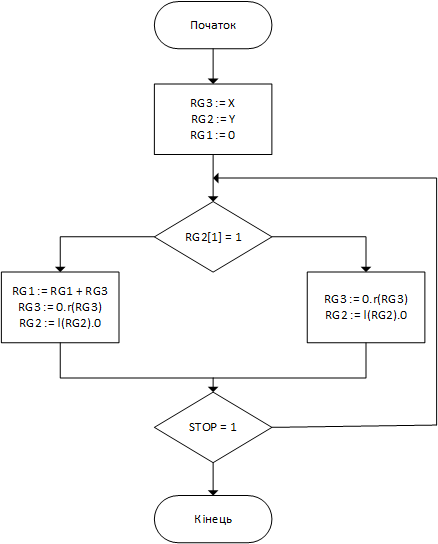 Початок
RG3 := X
RG2 := Y
RG1 := 0
RG2[1] = 1
RG1 := RG1 + RG3
RG3 := 0.r(RG3)
RG2 := l(RG2).0
RG3 := 0.r(RG3)
RG2 := l(RG2).0
STOP = 1
Кінець